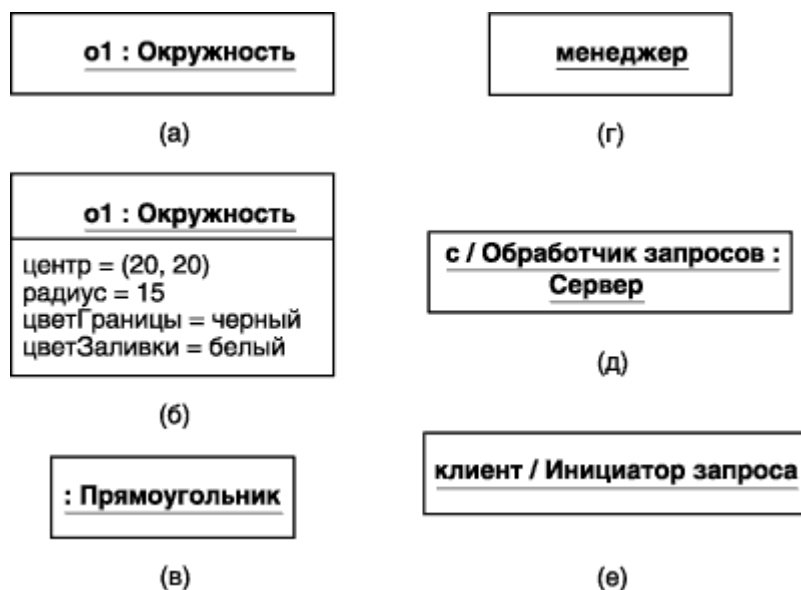 о1 : Окружность
(а)
о1 : Окружность
центр = (20, 20)
радиус = 15
цветГраницы = черный
цветЗаливки = белый
(б)
: Прямоугольник
(в)
менеджер
(г)
с / Обработчик запросов :
Сервер
(д)
клиент / Инициатор запроса
(е)